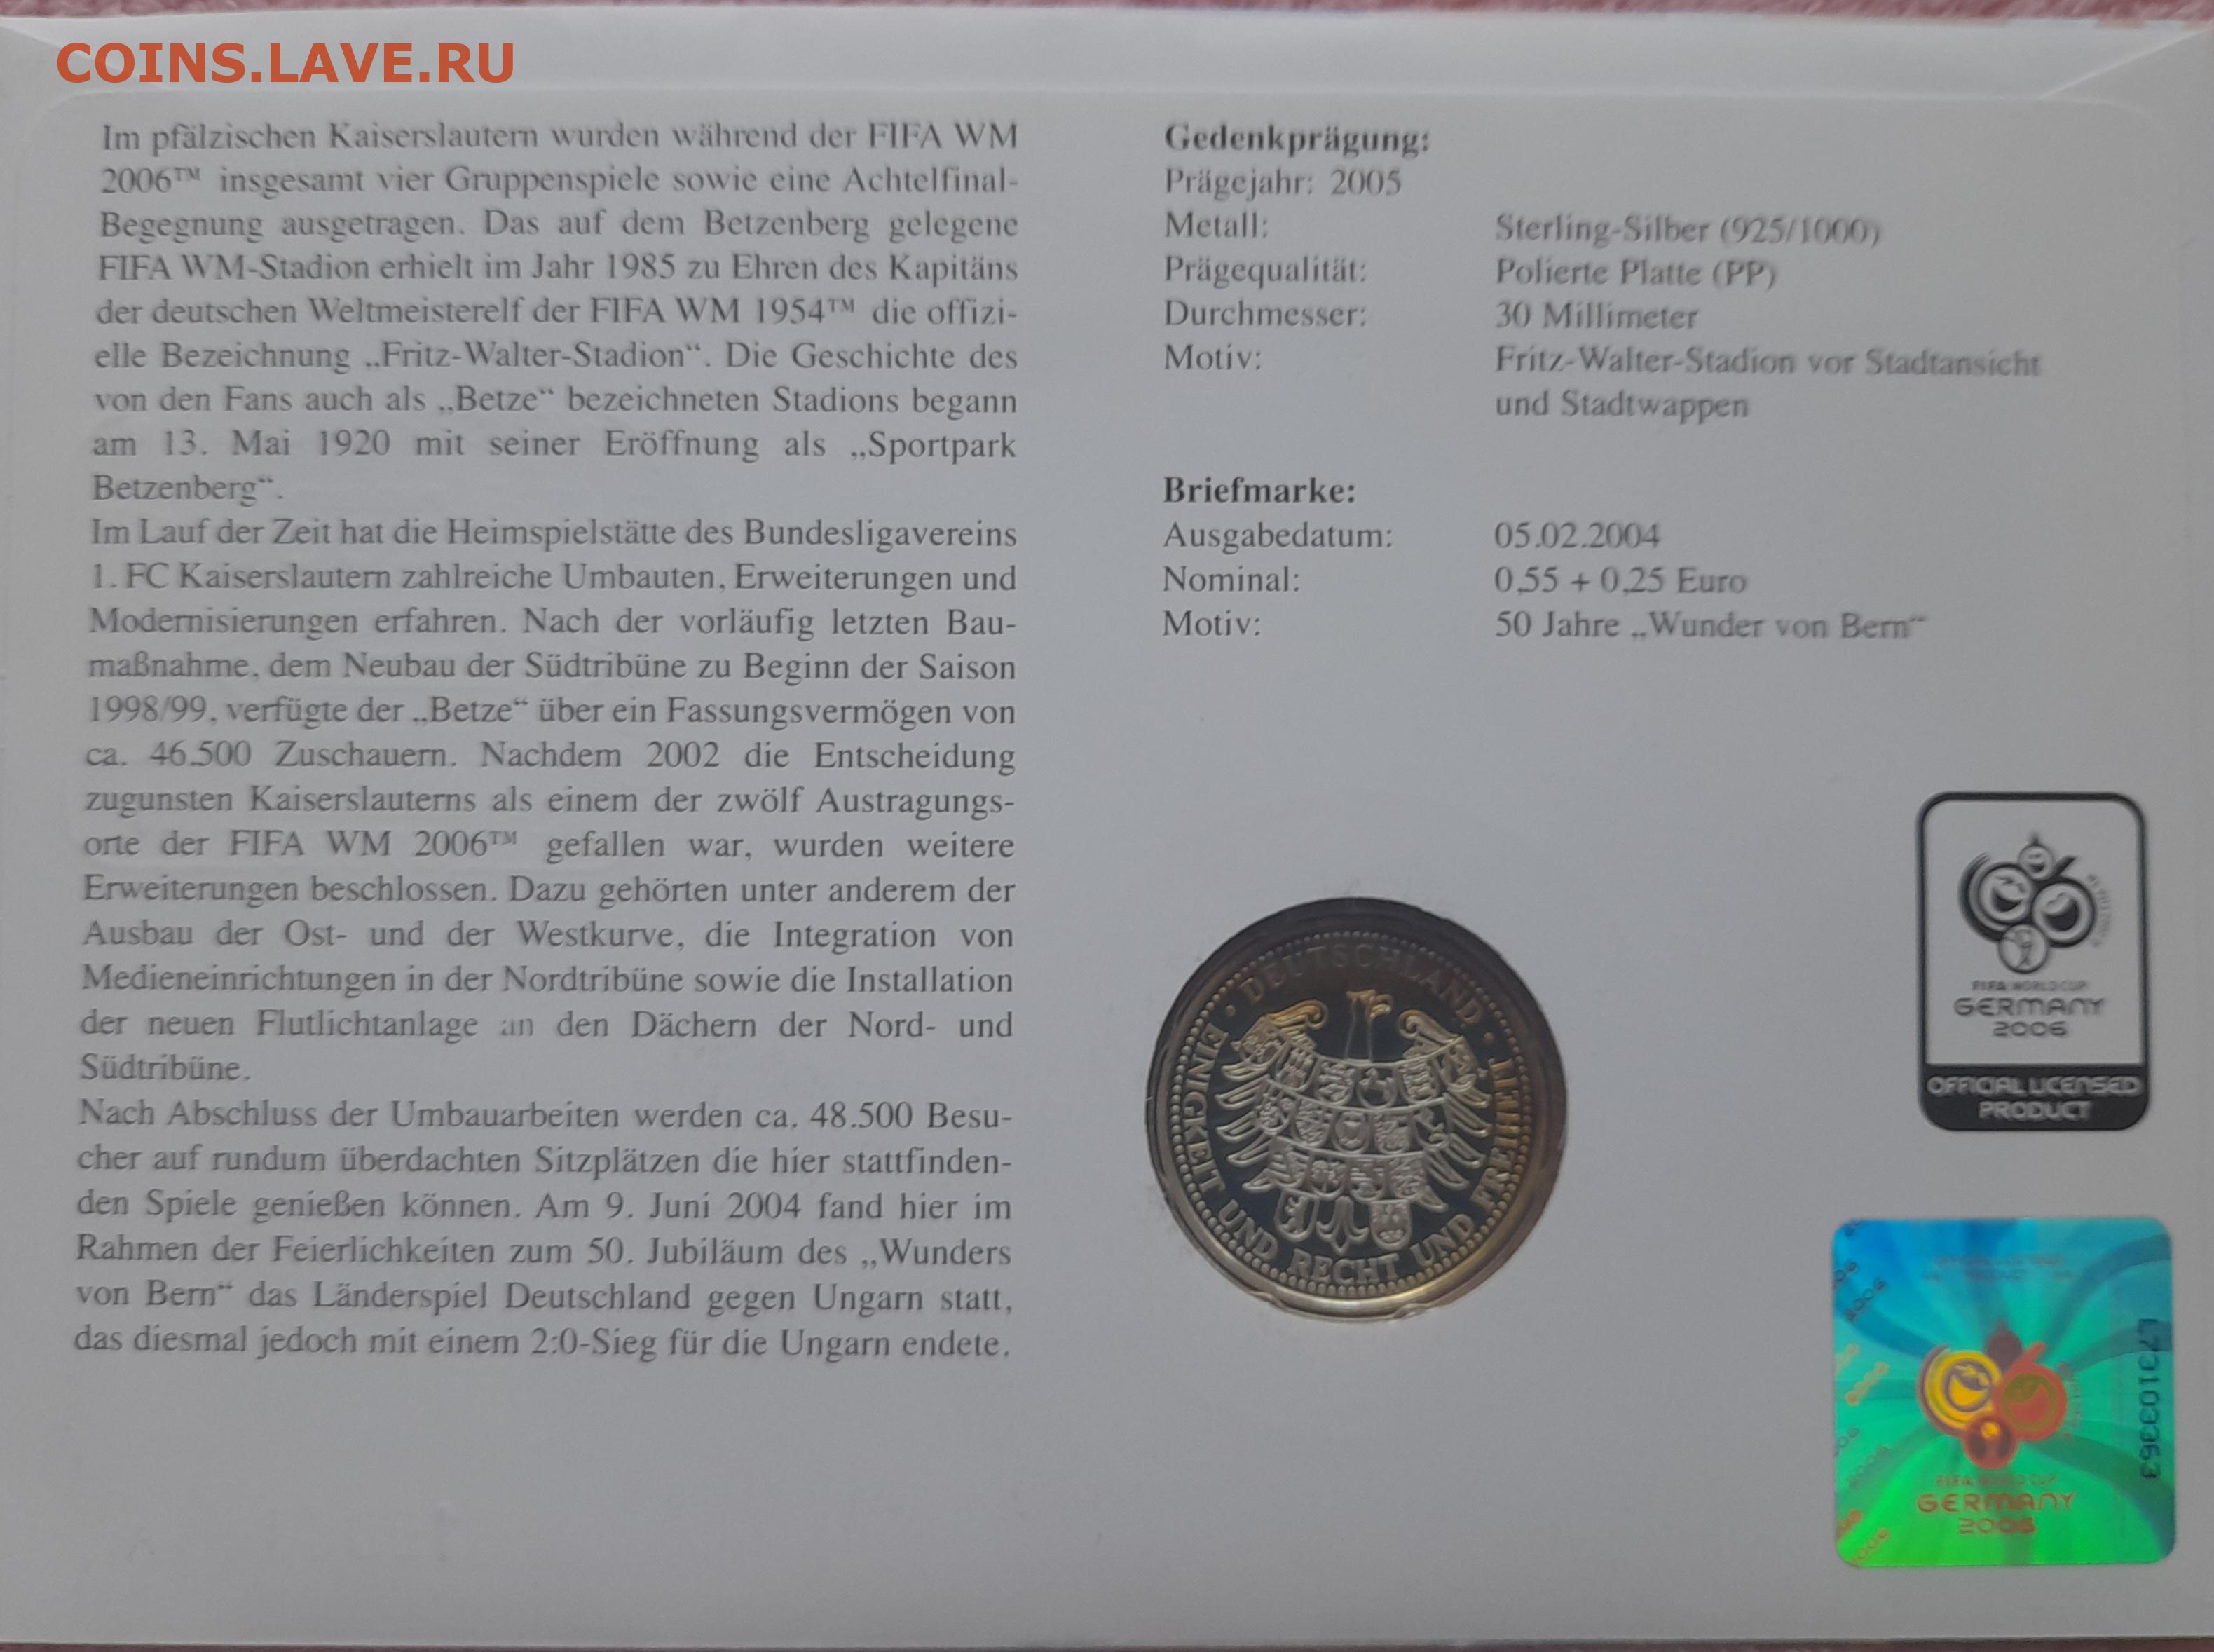 COINS.LAVE.RU
Im pfälzischen Kaiserslautern wurden während der FIFA WM
2006™ insgesamt vier Gruppenspiele sowie eine Achtelfinal-
Begegnung ausgetragen. Das auf dem Betzenberg gelegene
FIFA WM-Stadion erhielt im Jahr 1985 zu Ehren des Kapitäns
der deutschen Weltmeisterelf der FIFA WM 1954™ die offizi-
elle Bezeichnung „Fritz-Walter-Stadion“. Die Geschichte des
von den Fans auch als „Betze“ bezeichneten Stadions begann
am 13. Mai 1920 mit seiner Eröffnung als „Sportpark
Betzenberg“.
Im Lauf der Zeit hat die Heimspielstätte des Bundesligavereins
1. FC Kaiserslautern zahlreiche Umbauten, Erweiterungen und
Modernisierungen erfahren. Nach der vorläufig letzten Bau-
maßnahme, dem Neubau der Südtribüne zu Beginn der Saison
1998/99, verfügte der „Betze“ über ein Fassungsvermögen von
ca. 46.500 Zuschauern. Nachdem 2002 die Entscheidung
zugunsten Kaiserslauterns als einem der zwölf Austragungs-
orte der FIFA WM 2006™ gefallen war, wurden weitere
Erweiterungen beschlossen. Dazu gehörten unter anderem der
Ausbau der Ost- und der Westkurve, die Integration von
Medieneinrichtungen in der Nordtribüne sowie die Installation
der neuen Flutlichtanlage an den Dächern der Nord- und
Südtribüne.
Nach Abschluss der Umbauarbeiten werden ca. 48.500 Besu-
cher auf rundum überdachten Sitzplätzen die hier stattfinden-
den Spiele genießen können. Am 9. Juni 2004 fand hier im
Rahmen der Feierlichkeiten zum 50. Jubiläum des „Wunders
von Bern“ das Länderspiel Deutschland gegen Ungarn statt,
das diesmal jedoch mit einem 2:0-Sieg für die Ungarn endete.
Gedenkprägung:
Prägejahr: 2005
Metall: Sterling-Silber (925/1000)
Prägequalität: Polierte Platte (PP)
Durchmesser: 30 Millimeter
Motiv: Fritz-Walter-Stadion vor Stadtansicht
und Stadtwappen
Briefmarke:
Ausgabedatum: 05.02.2004
Nominal: 0,55 + 0,25 Euro
Motiv: 50 Jahre „Wunder von Bern“
· DEUTSCHLAND ·
EINIGKEIT UND RECHT UND FREIHEIT
FIFA WORLD CUP
GERMANY
2006
OFFICIAL LICENSED
PRODUCT
FIFA WORLD CUP
GERMANY
2006
L73103363